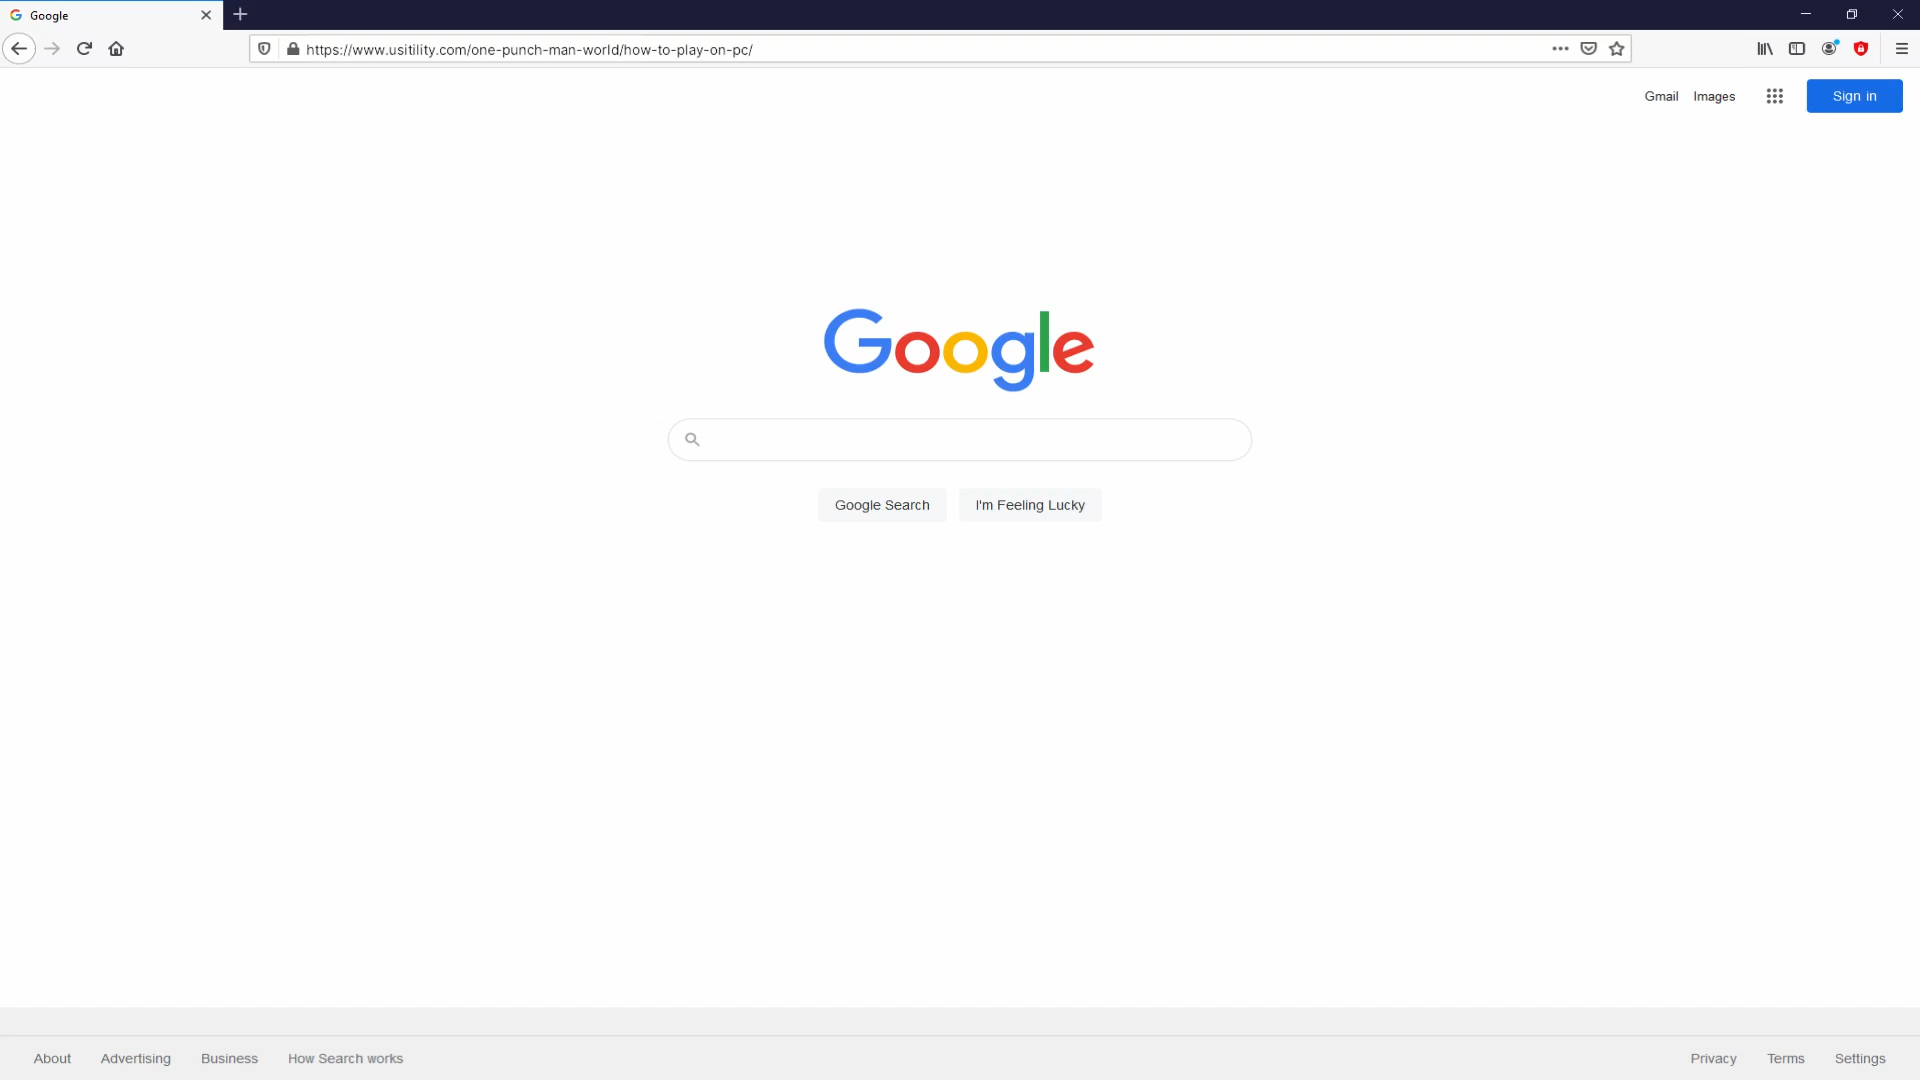 Google
https://www.usitility.com/one-punch-man-world/how-to-play-on-pc/
Gmail Images Sign in
Google
Google Search I'm Feeling Lucky
About Advertising Business How Search works Privacy Terms Settings